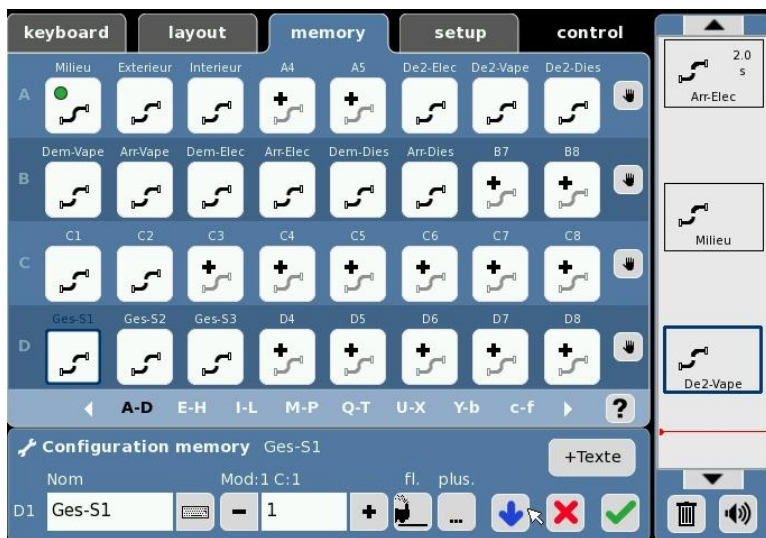 keyboard layout memory setup control
Milieu Exterieur Interieur A4 A5 De2-Elec De2-Vape De2-Dies
A
Dem-Vape Arr-Vape Dem-Elec Arr-Elec Dem-Dies Arr-Dies B7 B8
B
C1 C2 C3 C4 C5 C6 C7 C8
C
Ges-S1 Ges-S2 Ges-S3 D4 D5 D6 D7 D8
D
A-D E-H I-L M-P Q-T U-X Y-b c-f ?
Configuration memory Ges-S1
+Texte
Nom Mod:1 C:1 fl. plus.
D1 Ges-S1 - 1 + ...
2.0
s
Arr-Elec
Milieu
De2-Vape